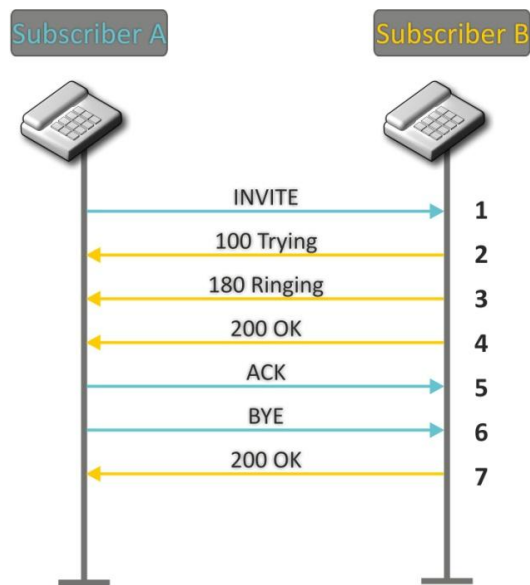 Subscriber A
Subscriber B
INVITE
1
100 Trying
2
180 Ringing
3
200 OK
4
ACK
5
BYE
6
200 OK
7